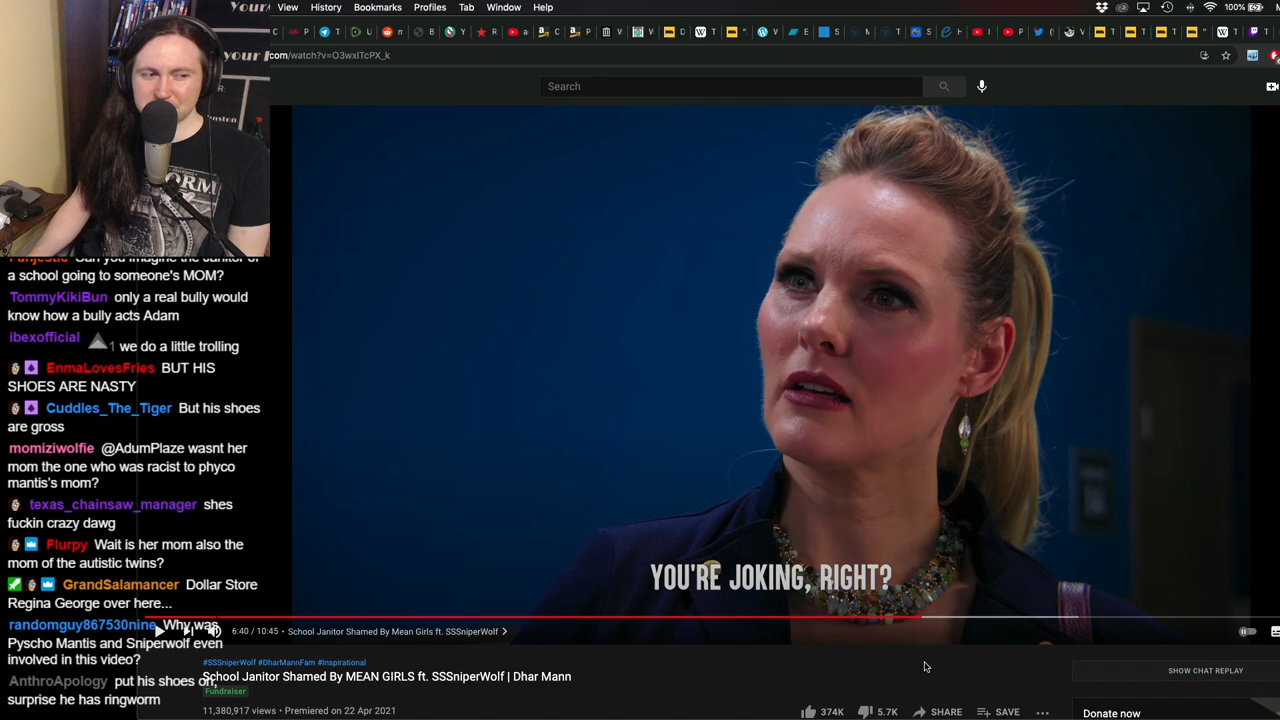 View History Bookmarks Profiles Tab Window Help
100%
com/watch?v=O3wxlTcPX_k
Search
Can you imagine the Janitor of
a school going to someone's MOM?
TommyKikiBun only a real bully would
know how a bully acts Adam
ibexofficial 1 we do a little trolling
EnmaLovesFries BUT HIS
SHOES ARE NASTY
Cuddles_The_Tiger But his shoes
are gross
momiziwolfie @AdumPlaze wasnt her
mom the one who was racist to phyco
mantis's mom?
texas_chainsaw_manager shes
fuckin crazy dawg
Flurpy Wait is her mom also the
mom of the autistic twins?
GrandSalamancer Dollar Store
Regina George over here...
randomguy867530nine Why was
Pyscho Mantis and Sniperwolf even
involved in this video?
AnthroApology put his shoes on,
surprise he has ringworm
YOU'RE JOKING, RIGHT?
6:40 / 10:45 • School Janitor Shamed By Mean Girls ft. SSSniperWolf
#SSSniperWolf #DharMannFam #Inspirational
School Janitor Shamed By MEAN GIRLS ft. SSSniperWolf | Dhar Mann
Fundraiser
11,380,917 views • Premiered on 22 Apr 2021
374K 5.7K SHARE SAVE
SHOW CHAT REPLAY
Donate now